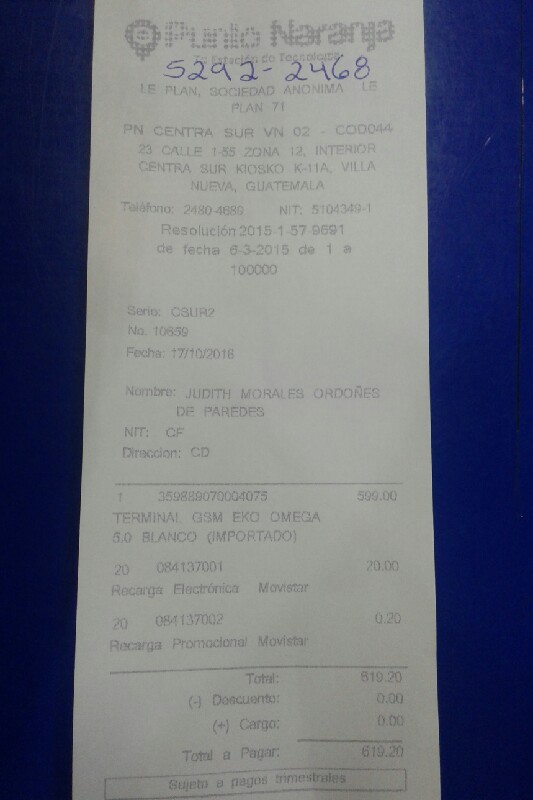 Punto Naranja
Tu Estación de Tecnología
5292-2468
LE PLAN, SOCIEDAD ANONIMA LE
PLAN 71
PN CENTRA SUR VN 02 - COD044
23 CALLE 1-55 ZONA 12, INTERIOR
CENTRA SUR KIOSKO K-11A, VILLA
NUEVA, GUATEMALA
Teléfono: 2480-4689 NIT: 5104349-1
Resolución 2015-1-57-9691
de fecha 6-3-2015 de 1 a
100000
Serie: CSUR2
No. 10659
Fecha: 17/10/2016
Nombre: JUDITH MORALES ORDOÑES
DE PAREDES
NIT: CF
Direccion: CD
1 359889070004075 599.00
TERMINAL GSM EKO OMEGA
5.0 BLANCO (IMPORTADO)
20 084137001 20.00
Recarga Electrónica Movistar
20 084137002 0.20
Recarga Promocional Movistar
Total: 619.20
(-) Descuento: 0.00
(+) Cargo: 0.00
Total a Pagar: 619.20
Sujeto a pagos trimestrales